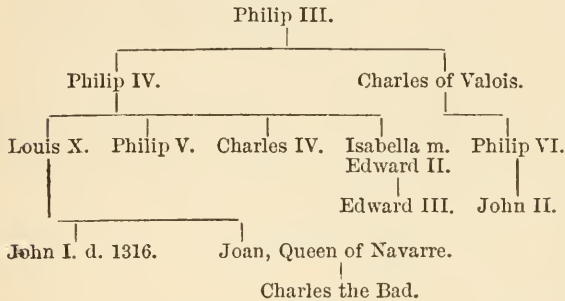 Philip III.
Philip IV. Charles of Valois.
Louis X. Philip V. Charles IV. Isabella m. Philip VI.
Edward II.
Edward III. John II.
John I. d. 1316. Joan, Queen of Navarre.
Charles the Bad.